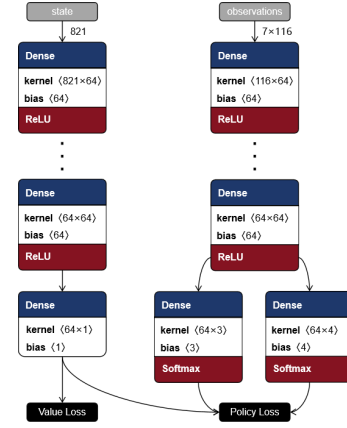 state
observations
821
7×116
Dense
kernel ⟨821×64⟩
bias ⟨64⟩
ReLU
Dense
kernel ⟨116×64⟩
bias ⟨64⟩
ReLU
Dense
kernel ⟨64×64⟩
bias ⟨64⟩
ReLU
Dense
kernel ⟨64×64⟩
bias ⟨64⟩
ReLU
Dense
kernel ⟨64×1⟩
bias ⟨1⟩
Dense
kernel ⟨64×3⟩
bias ⟨3⟩
Softmax
Dense
kernel ⟨64×4⟩
bias ⟨4⟩
Softmax
Value Loss
Policy Loss